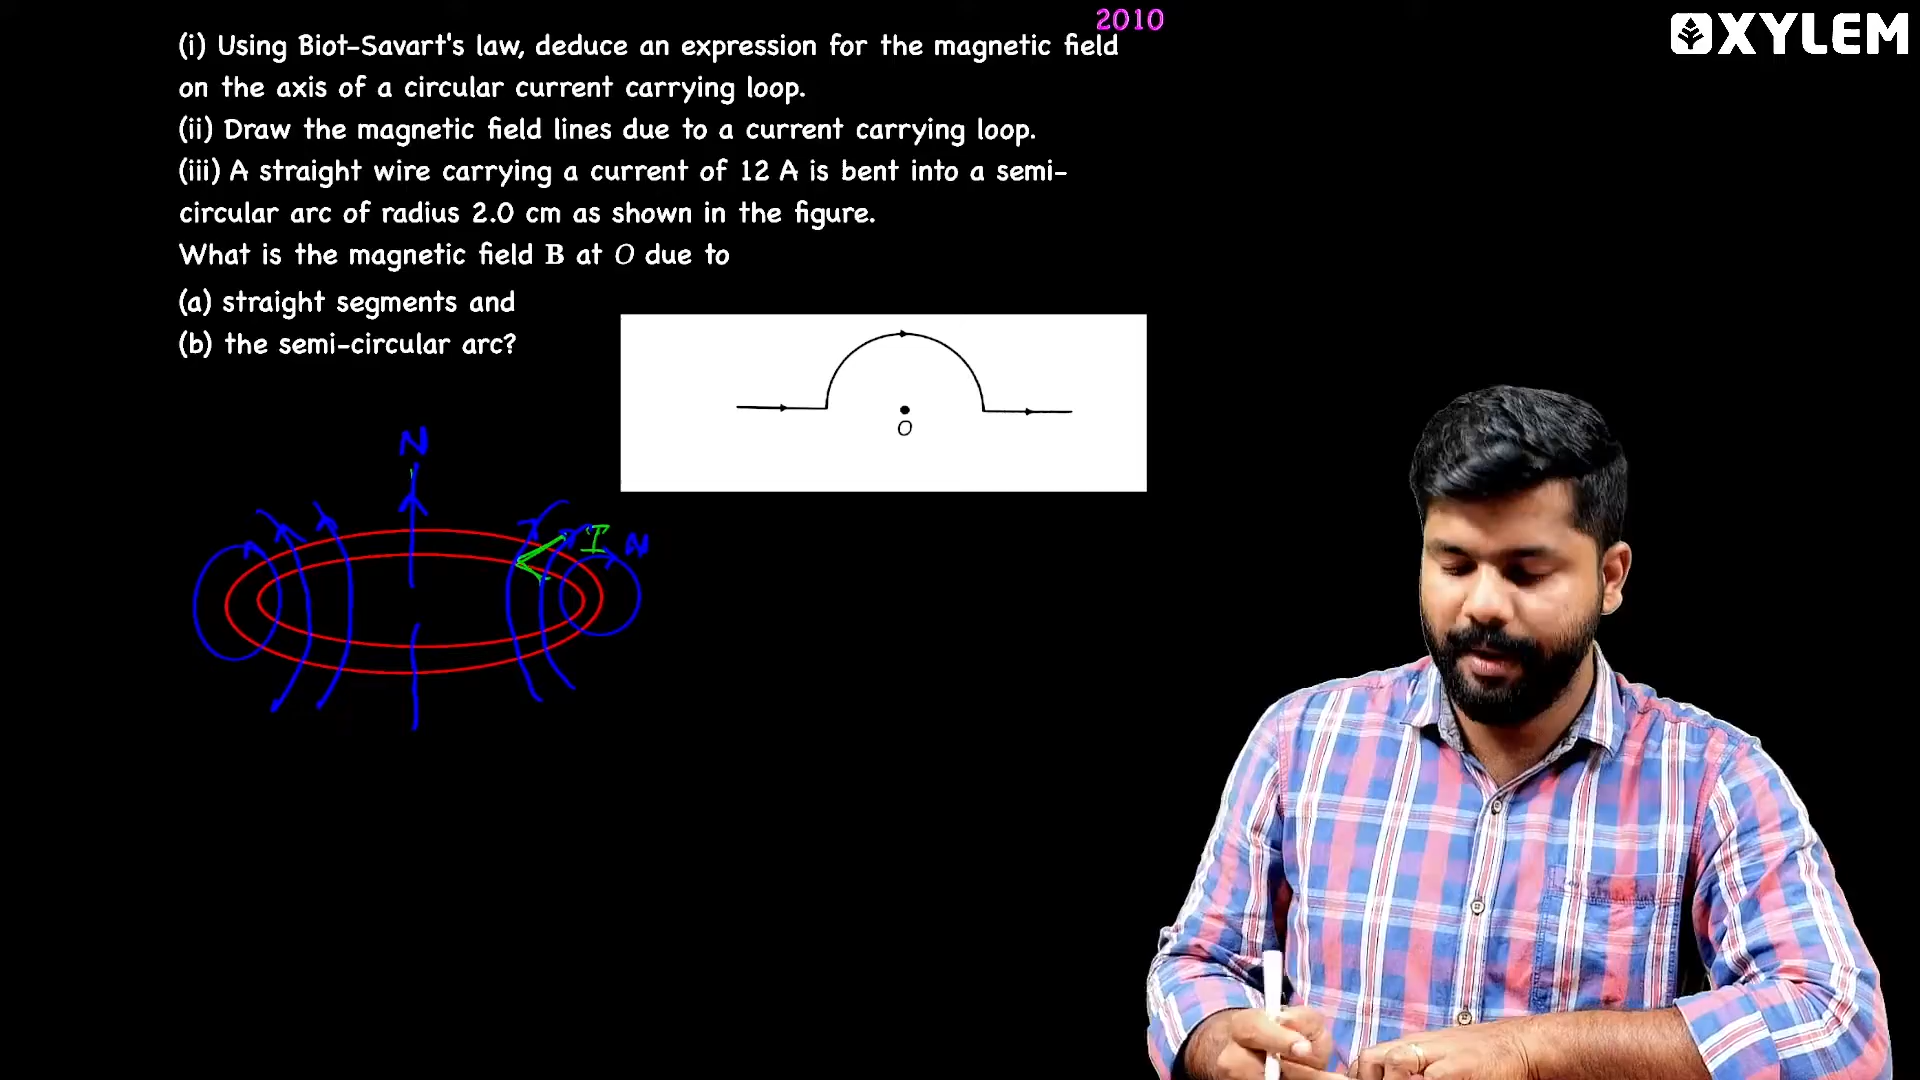 2010
OXYLEM
(i) Using Biot-Savart's law, deduce an expression for the magnetic field
on the axis of a circular current carrying loop.
(ii) Draw the magnetic field lines due to a current carrying loop.
(iii) A straight wire carrying a current of 12 A is bent into a semi-
circular arc of radius 2.0 cm as shown in the figure.
What is the magnetic field B at O due to
(a) straight segments and
(b) the semi-circular arc?
O
N
I
N